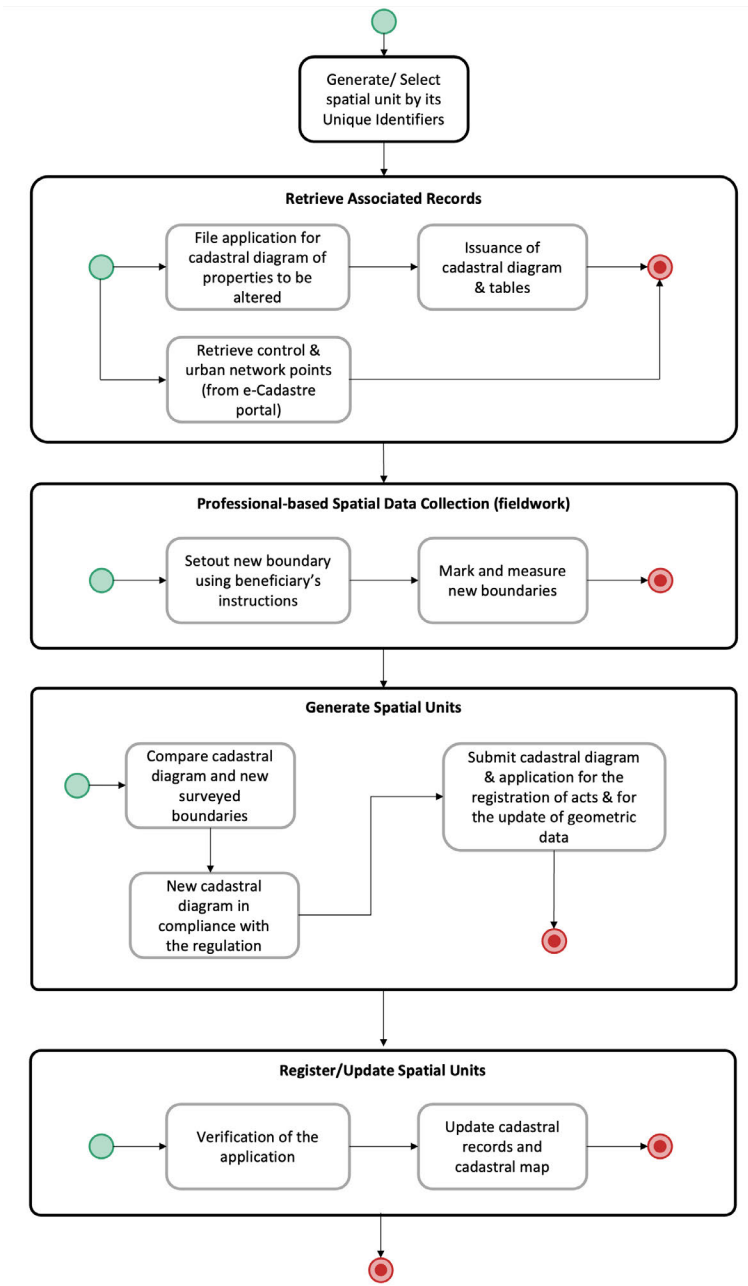 Generate/ Select
spatial unit by its
Unique Identifiers
Retrieve Associated Records
File application for
cadastral diagram of
properties to be
altered
Issuance of
cadastral diagram
& tables
Retrieve control &
urban network points
(from e-Cadastre
portal)
Professional-based Spatial Data Collection (fieldwork)
Setout new boundary
using beneficiary’s
instructions
Mark and measure
new boundaries
Generate Spatial Units
Compare cadastral
diagram and new
surveyed
boundaries
New cadastral
diagram in
compliance with
the regulation
Submit cadastral diagram
& application for the
registration of acts & for
the update of geometric
data
Register/Update Spatial Units
Verification of the
application
Update cadastral
records and
cadastral map